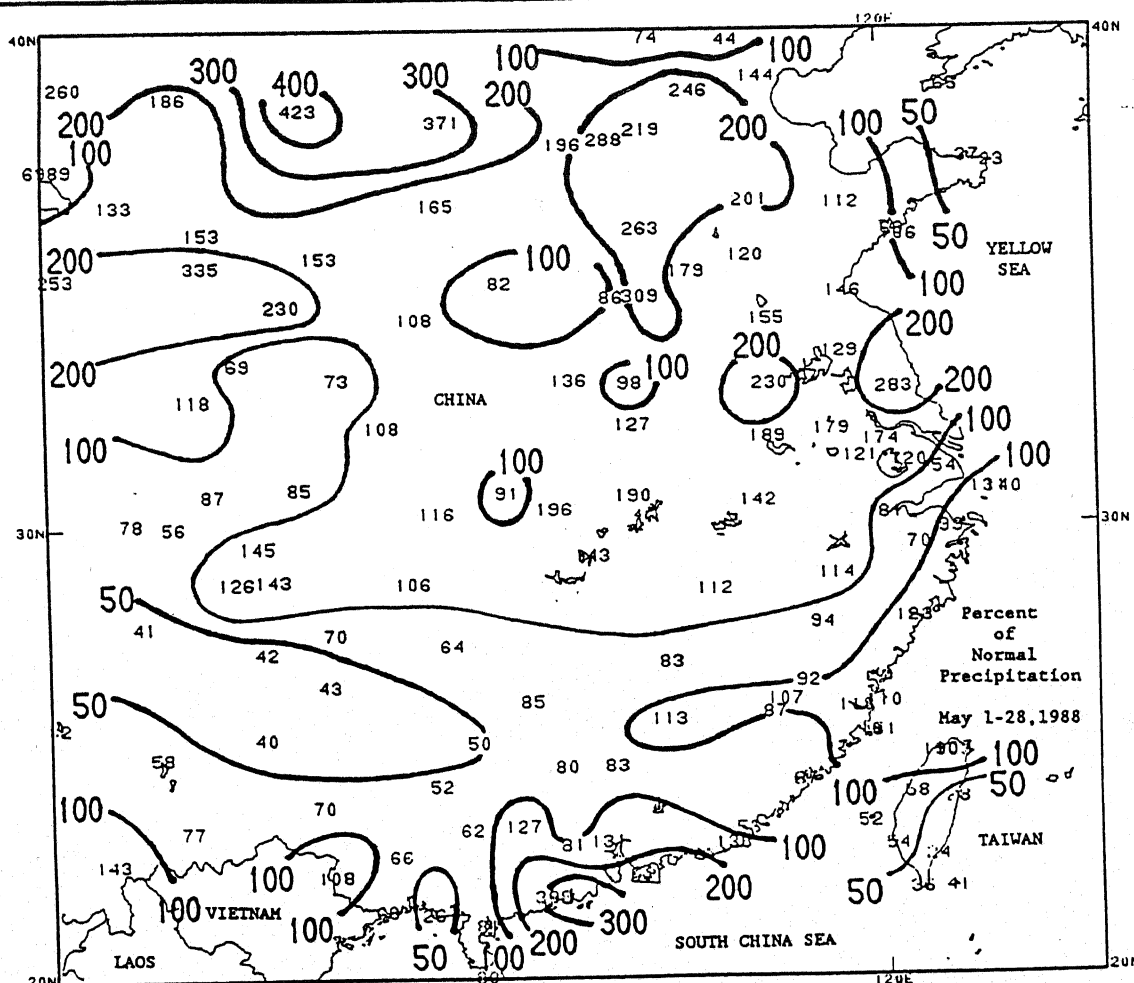 120E
40N 74 44 100 40N
100
300 400 300 200 144
260 186 423 371 246 50
200 196 288 219 200 100
100
133 165 201 112
153 263 50 YELLOW
200 335 153 100 179 120 SEA
253 82 146 100
230 108 309 155 200
200 69 73 136 98 100 200 129
118 CHINA 230 283 200
127 100
100 108 189 179 174 100
100 121
87 85 91 190 142
78 56 116 196
30N 30N
145 70
126 143 106 112 114
50 94 Percent
41 70 64 of
42 83 Normal
43 92 Precipitation
50 85 107
113 87 May 1-28,1988
40 50
58 80 83 100
52 100 50
100 70 62 127 52
77 81 TAIWAN
66 100 54
143 108 200 50 41
100
100 VIETNAM 100 300
50 200 SOUTH CHINA SEA
LAOS
20N 120E 20N